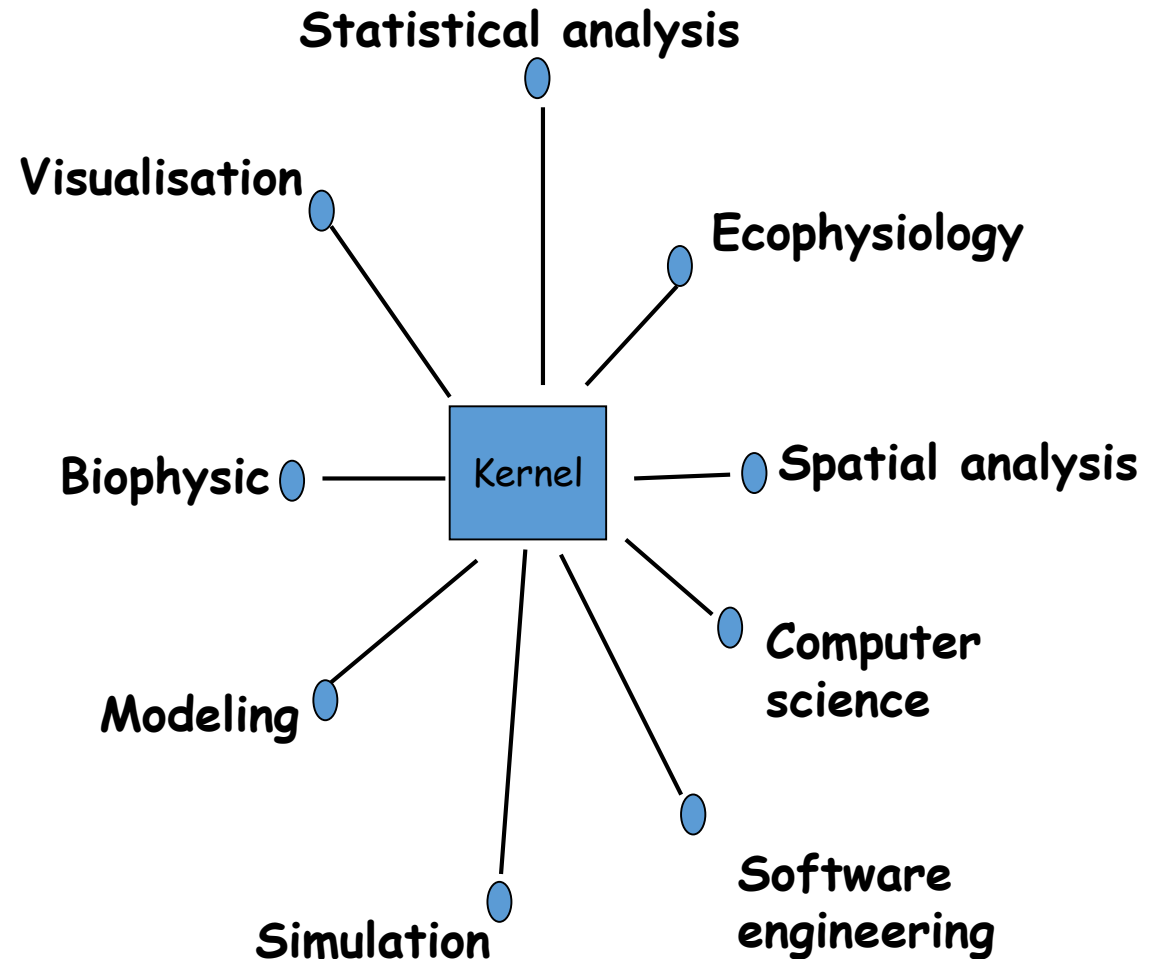 Statistical analysis
Visualisation
Ecophysiology
Kernel
Biophysic
Spatial analysis
Computer
science
Modeling
Software
engineering
Simulation